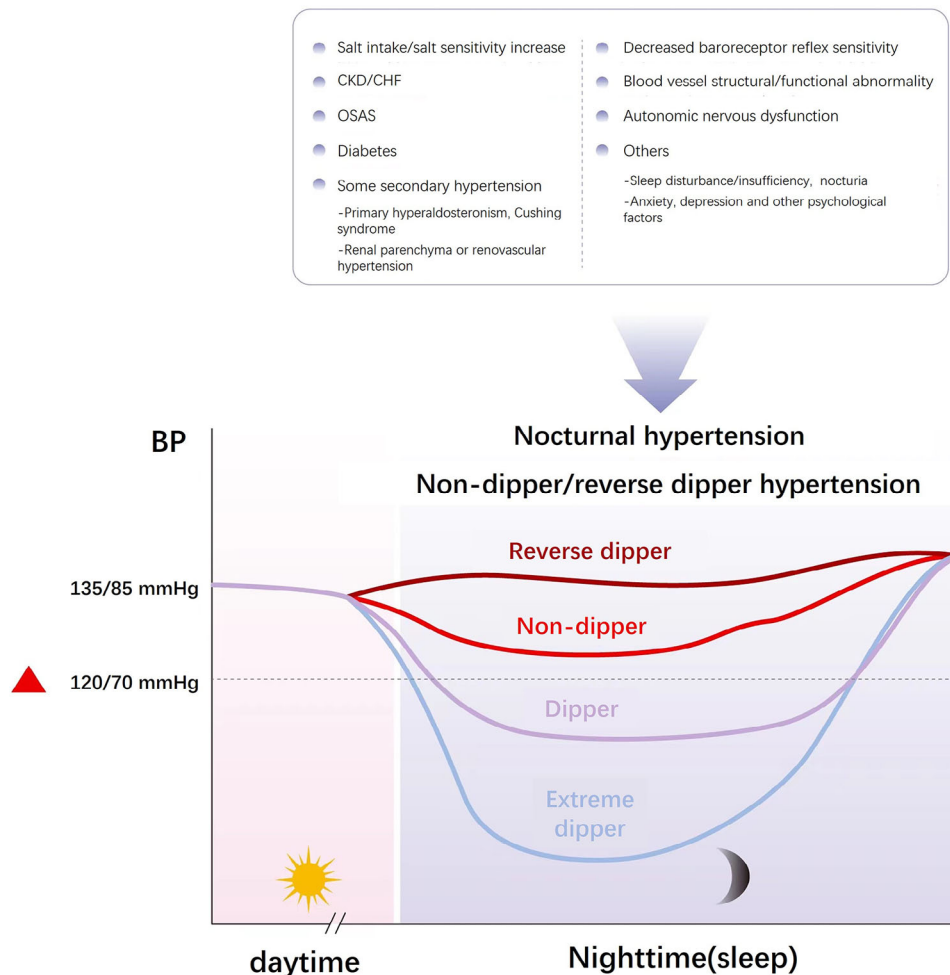 Salt intake/salt sensitivity increase
CKD/CHF
OSAS
Diabetes
Some secondary hypertension
-Primary hyperaldosteronism, Cushing
syndrome
-Renal parenchyma or renovascular
hypertension
Decreased baroreceptor reflex sensitivity
Blood vessel structural/functional abnormality
Autonomic nervous dysfunction
Others
-Sleep disturbance/insufficiency, nocturia
-Anxiety, depression and other psychological
factors
BP
Nocturnal hypertension
Non-dipper/reverse dipper hypertension
Reverse dipper
135/85 mmHg
Non-dipper
120/70 mmHg
Dipper
Extreme
dipper
daytime
Nighttime(sleep)